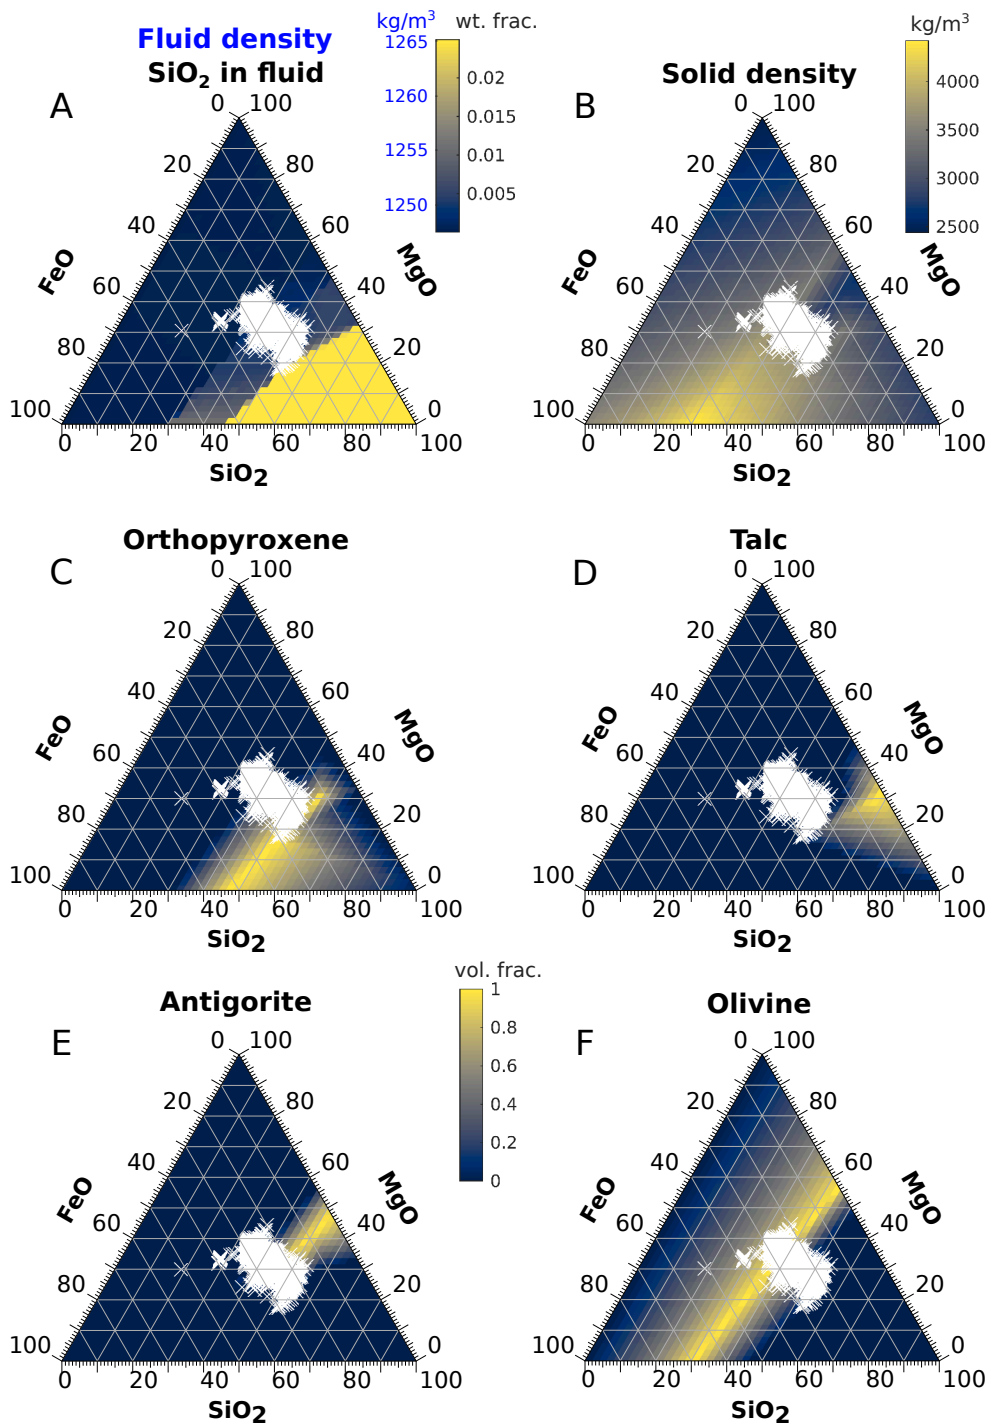 Fluid density
SiO2 in fluid
kg/m3 wt. frac.
1265
1260
1255
1250
0.02
0.015
0.01
0.005
A
0 100
20 80
40 60
FeO MgO
60 40
80 20
100 0
0 20 40 60 80 100
SiO2
Solid density
kg/m3
4000
3500
3000
2500
B
0 100
20 80
40 60
FeO MgO
60 40
80 20
100 0
0 20 40 60 80 100
SiO2
Orthopyroxene
C
0 100
20 80
40 60
FeO MgO
60 40
80 20
100 0
0 20 40 60 80 100
SiO2
Talc
D
0 100
20 80
40 60
FeO MgO
60 40
80 20
100 0
0 20 40 60 80 100
SiO2
Antigorite
vol. frac.
1
0.8
0.6
0.4
0.2
0
E
0 100
20 80
40 60
FeO MgO
60 40
80 20
100 0
0 20 40 60 80 100
SiO2
Olivine
F
0 100
20 80
40 60
FeO MgO
60 40
80 20
100 0
0 20 40 60 80 100
SiO2